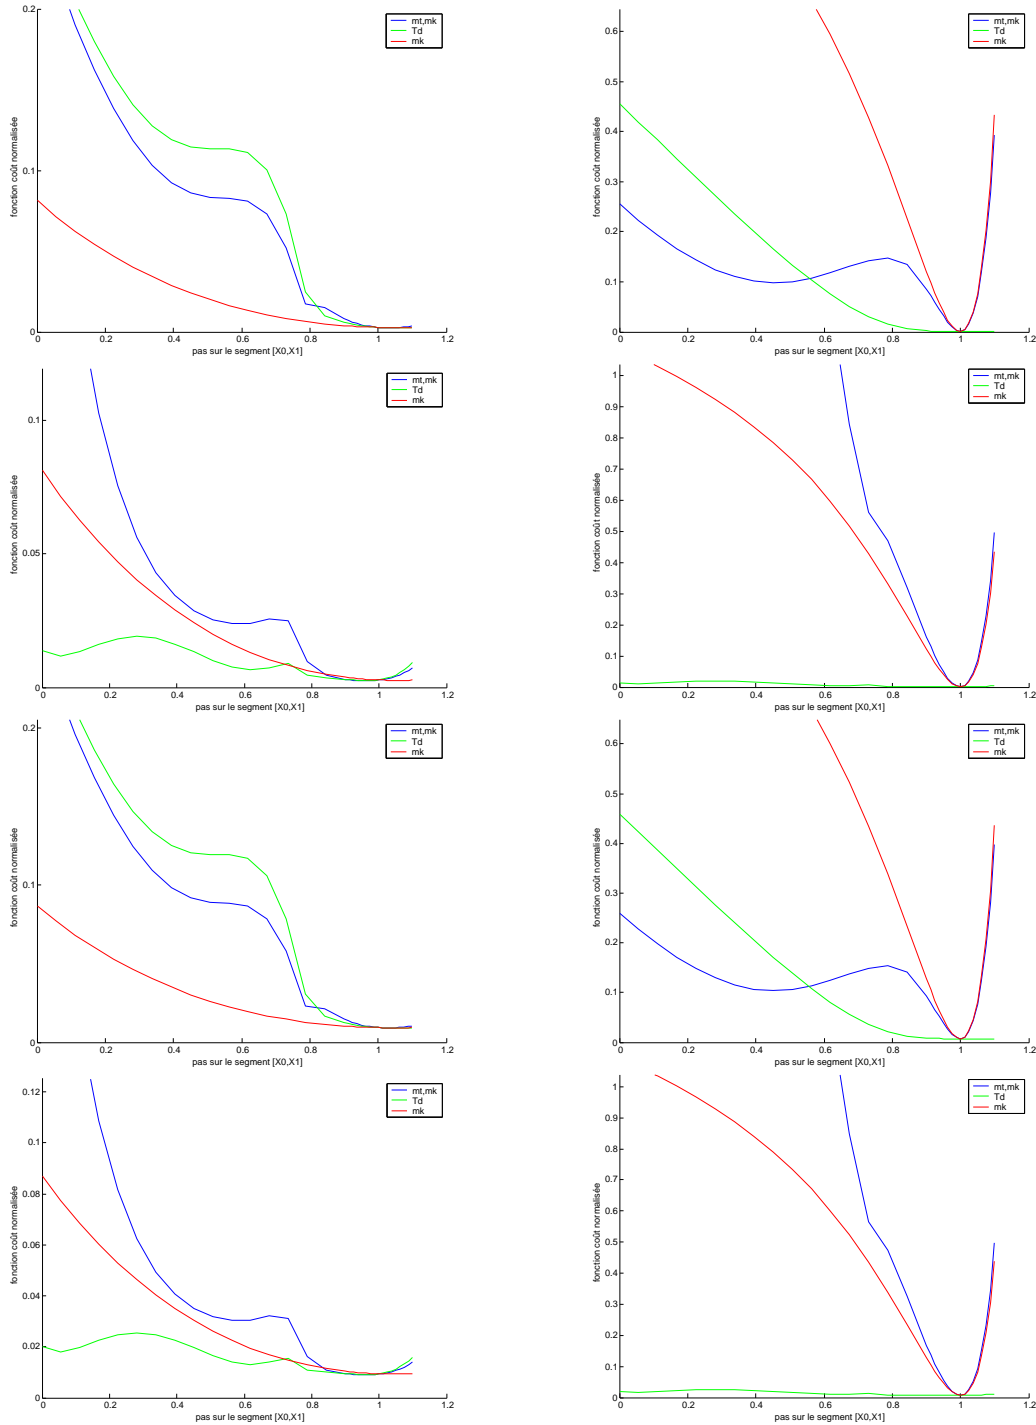 0.2
0.1
0
fonction coût normalisée
mt,mk
Td
mk
0 0.2 0.4 0.6 0.8 1 1.2
pas sur le segment [X0,X1]
0.6
0.5
0.4
0.3
0.2
0.1
0
fonction coût normalisée
mt,mk
Td
mk
0 0.2 0.4 0.6 0.8 1 1.2
pas sur le segment [X0,X1]
0.1
0.05
0
fonction coût normalisée
mt,mk
Td
mk
0 0.2 0.4 0.6 0.8 1 1.2
pas sur le segment [X0,X1]
1
0.9
0.8
0.7
0.6
0.5
0.4
0.3
0.2
0.1
0
fonction coût normalisée
mt,mk
Td
mk
0 0.2 0.4 0.6 0.8 1 1.2
pas sur le segment [X0,X1]
0.2
0.1
0
fonction coût normalisée
mt,mk
Td
mk
0 0.2 0.4 0.6 0.8 1 1.2
pas sur le segment [X0,X1]
0.6
0.5
0.4
0.3
0.2
0.1
0
fonction coût normalisée
mt,mk
Td
mk
0 0.2 0.4 0.6 0.8 1 1.2
pas sur le segment [X0,X1]
0.12
0.1
0.08
0.06
0.04
0.02
0
fonction coût normalisée
mt,mk
Td
mk
0 0.2 0.4 0.6 0.8 1 1.2
pas sur le segment [X0,X1]
1
0.9
0.8
0.7
0.6
0.5
0.4
0.3
0.2
0.1
0
fonction coût normalisée
mt,mk
Td
mk
0 0.2 0.4 0.6 0.8 1 1.2
pas sur le segment [X0,X1]